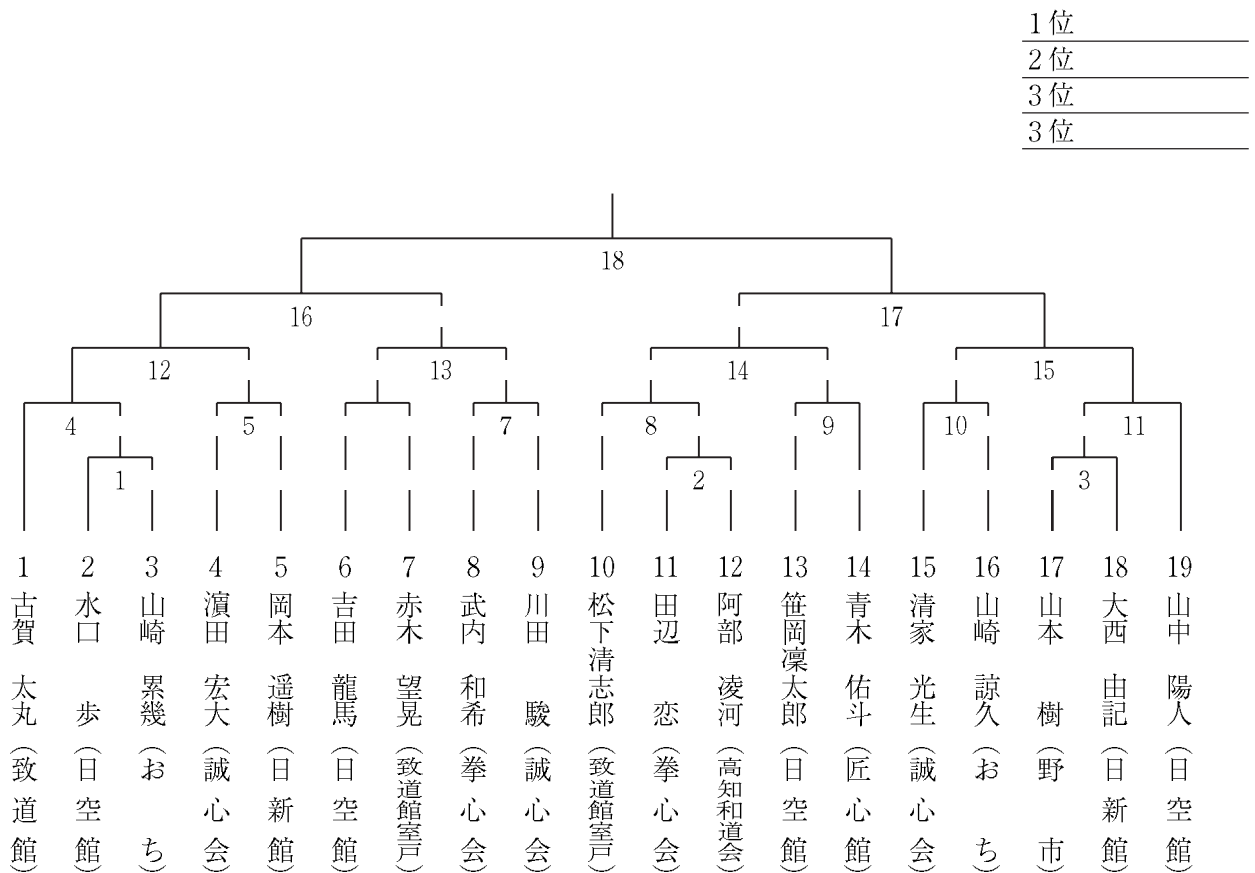 1位
2位
3位
3位
18
16
17
12
13
14
15
4
5
7
8
9
10
11
1
2
3
1 古賀 太丸 (致道館)
2 水口 歩 (日空館)
3 山崎 累幾 (おち)
4 濵田 宏大 (誠心会)
5 岡本 遥樹 (日新館)
6 吉田 龍馬 (日空館)
7 赤木 望晃 (致道館室戸)
8 武内 和希 (拳心会)
9 川田 駿 (誠心会)
10 松下清志郎 (致道館室戸)
11 田辺 恋 (拳心会)
12 阿部 凌河 (高知和道会)
13 笹岡凜太郎 (日空館)
14 青木 佑斗 (匠心館)
15 清家 光生 (誠心会)
16 山崎 諒久 (おち)
17 山本 樹 (野市)
18 大西 由記 (日新館)
19 山中 陽人 (日空館)